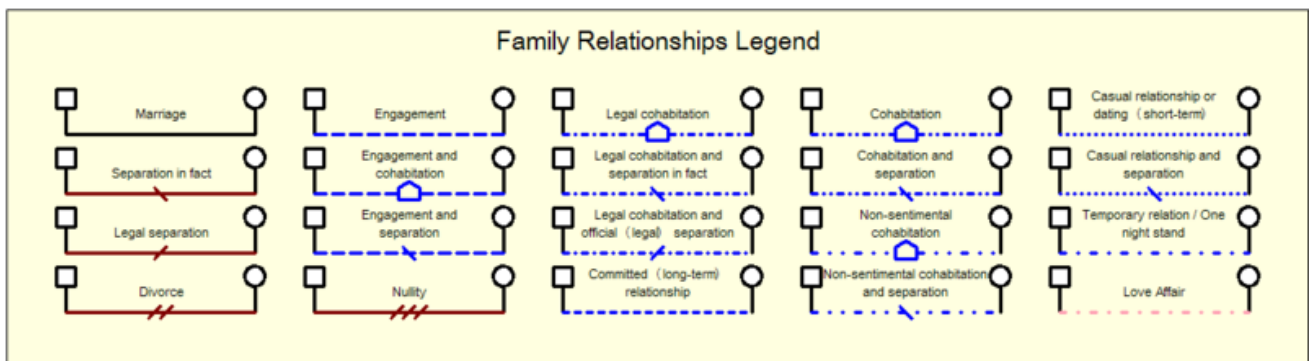 Family Relationships Legend
Marriage
Engagement
Legal cohabitation
Cohabitation
Casual relationship or
dating (short-term)
Separation in fact
Engagement and
cohabitation
Legal cohabitation and
separation in fact
Cohabitation and
separation
Casual relationship and
separation
Legal separation
Engagement and
separation
Legal cohabitation and
official (legal) separation
Non-sentimental
cohabitation
Temporary relation / One
night stand
Divorce
Nullity
Committed (long-term)
relationship
Non-sentimental cohabitation
and separation
Love Affair